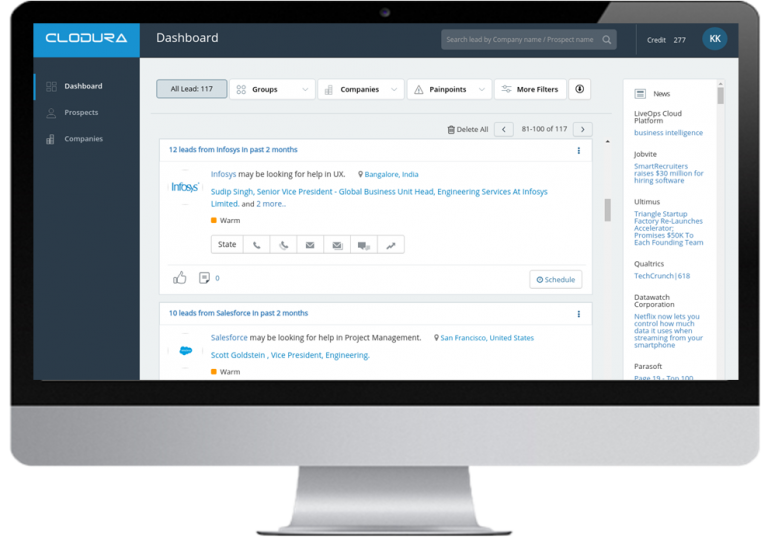 CLODURA
Dashboard
Search lead by Company name / Prospect name
Credit 277
KK
Dashboard
Prospects
Companies
All Lead: 117
Groups
Companies
Painpoints
More Filters
Delete All
81-100 of 117
12 leads from Infosys in past 2 months
Infosys
Infosys may be looking for help in UX.
Bangalore, India
Sudip Singh, Senior Vice President - Global Business Unit Head, Engineering Services At Infosys
Limited. and 2 more..
Warm
State
0
Schedule
10 leads from Salesforce in past 2 months
Salesforce may be looking for help in Project Management.
San Francisco, United States
Scott Goldstein , Vice President, Engineering.
Warm
News
LiveOps Cloud
Platform
business intelligence
Jobvite
SmartRecruiters
raises $30 million for
hiring software
Ultimus
Triangle Startup
Factory Re-Launches
Accelerator;
Promises $50K To
Each Founding Team
Qualtrics
TechCrunch|618
Datawatch
Corporation
Netflix now lets you
control how much
data it uses when
streaming from your
smartphone
Parasoft
Page 19 - Top 100